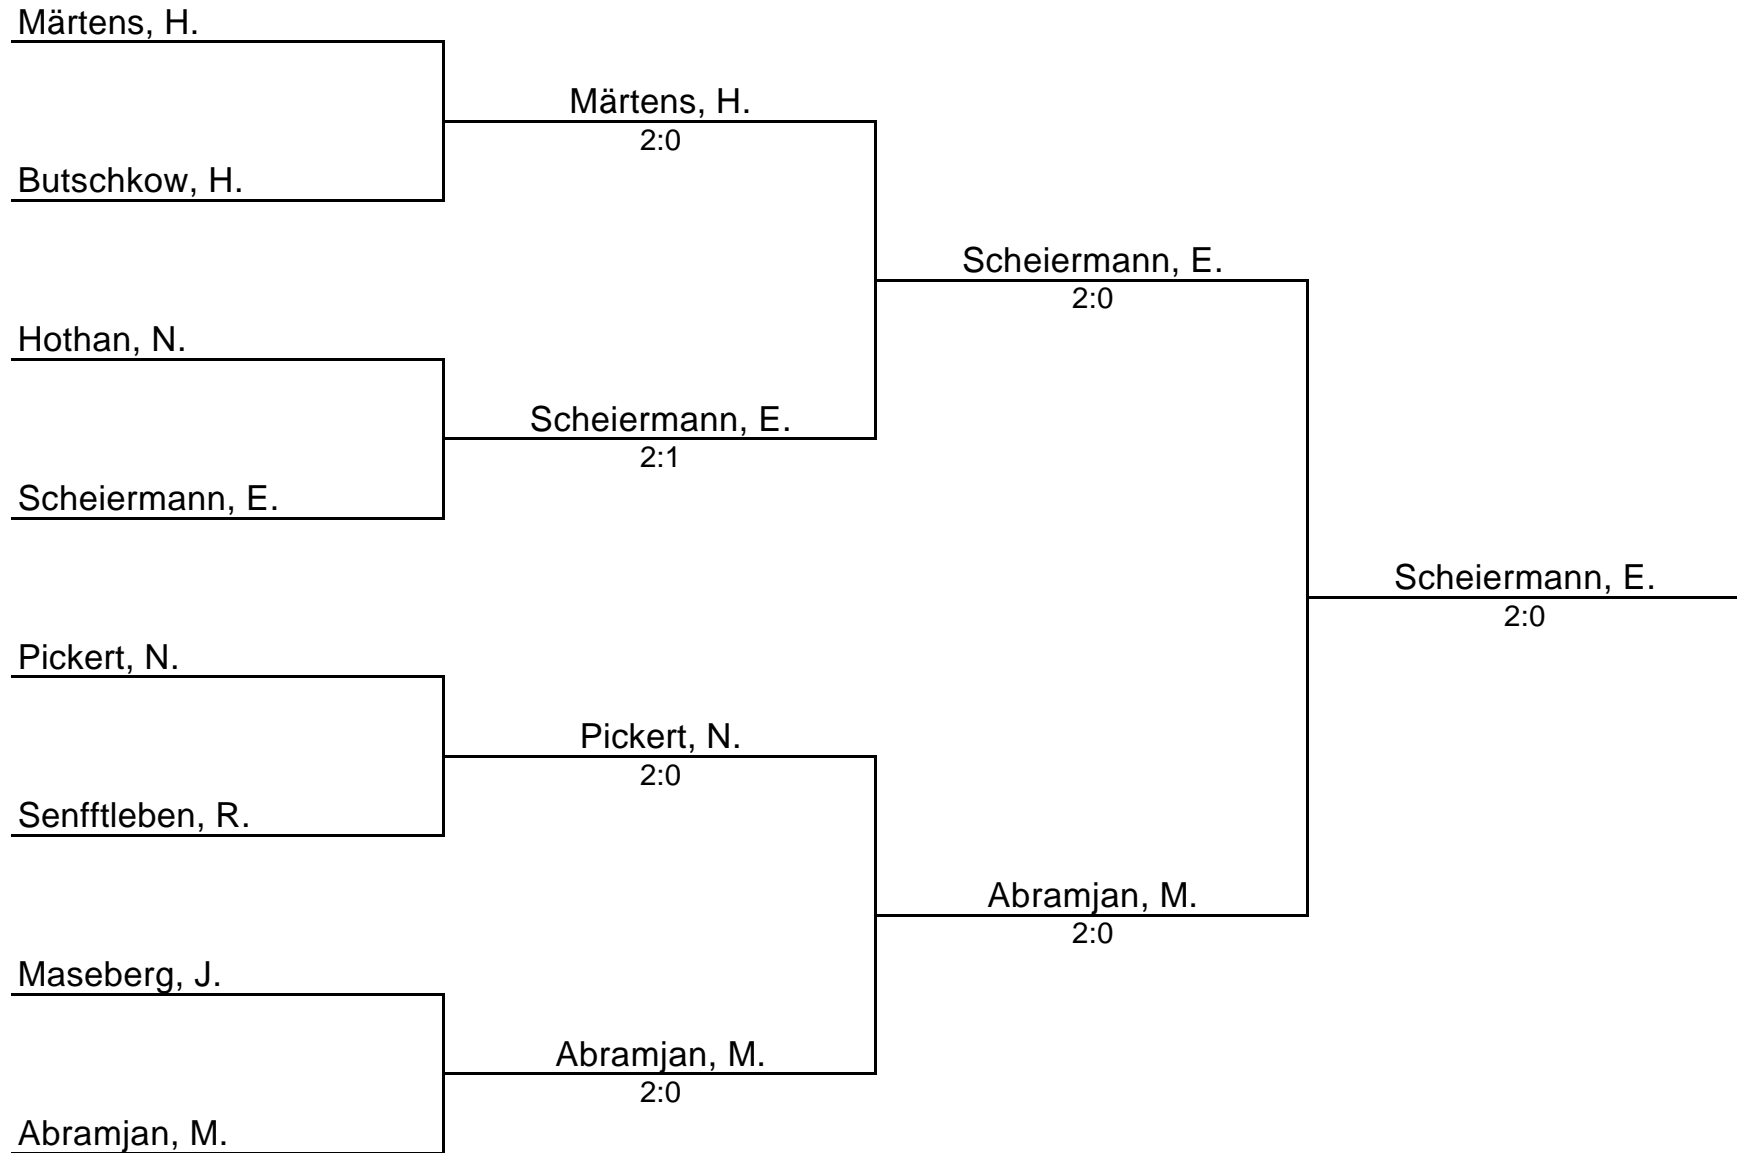 Märtens, H.
Märtens, H.
2:0
Butschkow, H.
Scheiermann, E.
2:0
Hothan, N.
Scheiermann, E.
2:1
Scheiermann, E.
Scheiermann, E.
2:0
Pickert, N.
Pickert, N.
2:0
Senfftleben, R.
Abramjan, M.
2:0
Maseberg, J.
Abramjan, M.
2:0
Abramjan, M.